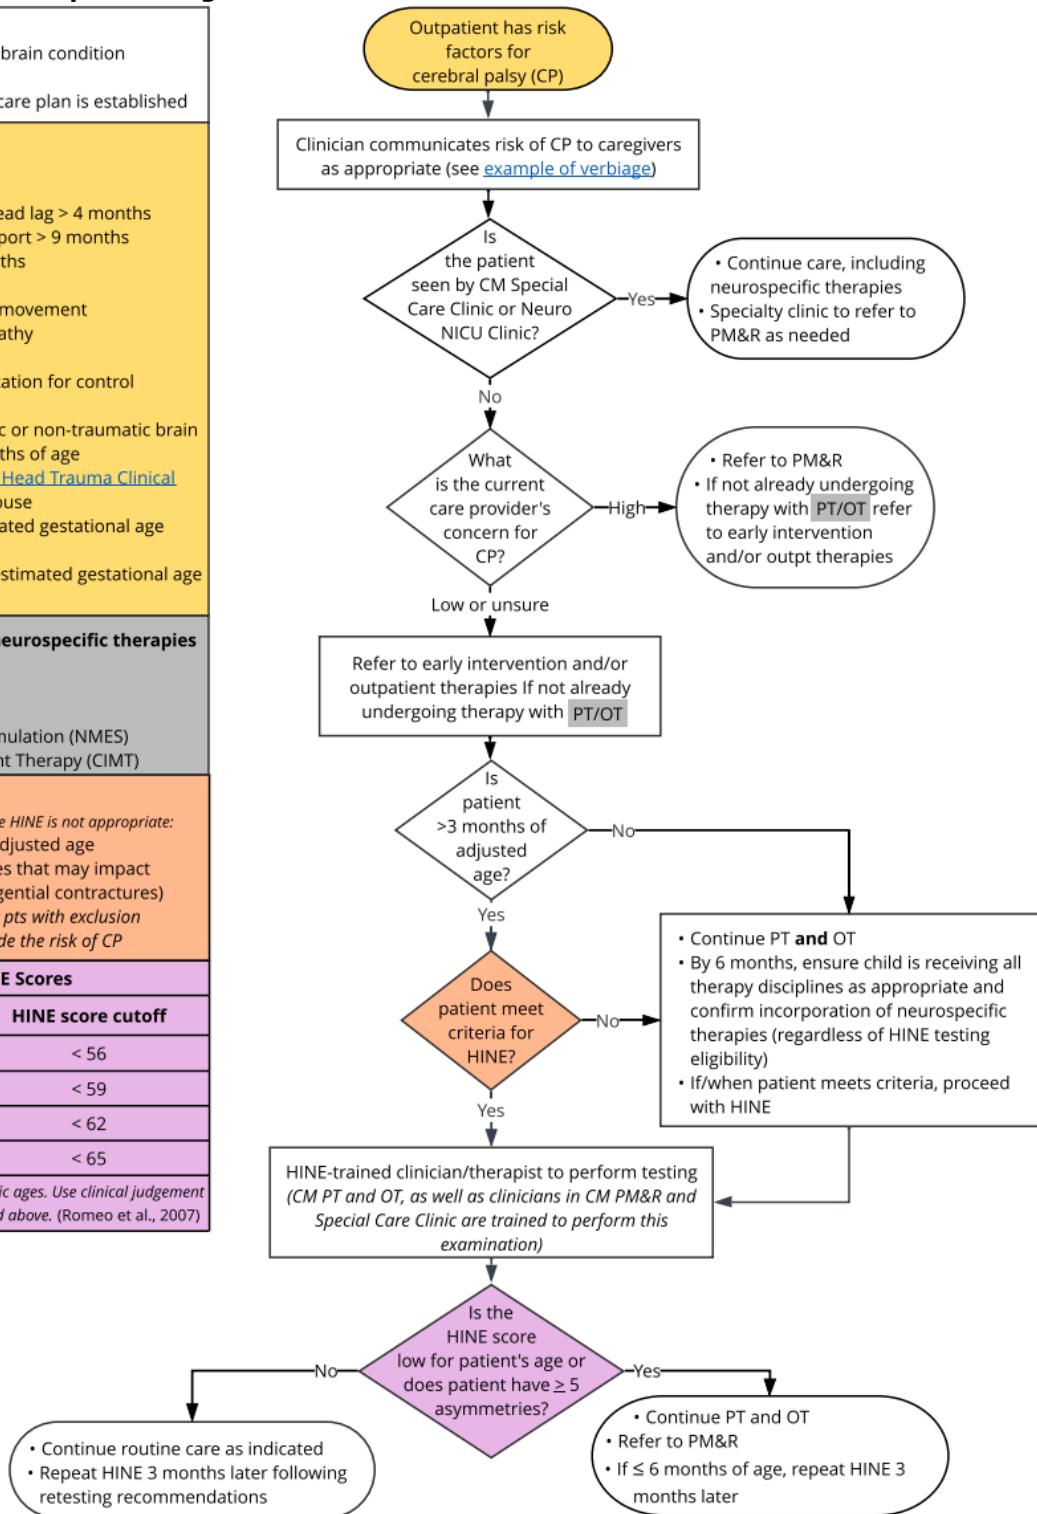 brain condition
care plan is established
ead lag > 4 months
port > 9 months
ths
movement
athy
ation for control
c or non-traumatic brain
ths of age
Head Trauma Clinical
ouse
ated gestational age
estimated gestational age
neurospecific therapies
mulation (NMES)
nt Therapy (CIMT)
e HINE is not appropriate:
djusted age
es that may impact
gential contractures)
pts with exclusion
de the risk of CP
E Scores
HINE score cutoff
< 56
< 59
< 62
< 65
ic ages. Use clinical judgement
d above. (Romeo et al., 2007)
Outpatient has risk
factors for
cerebral palsy (CP)
Clinician communicates risk of CP to caregivers
as appropriate (see example of verbiage)
Is
the patient
seen by CM Special
Care Clinic or Neuro
NICU Clinic?
Yes
• Continue care, including
neurospecific therapies
• Specialty clinic to refer to
PM&R as needed
No
What
is the current
care provider's
concern for
CP?
High
• Refer to PM&R
• If not already undergoing
therapy with PT/OT refer
to early intervention
and/or outpt therapies
Low or unsure
Refer to early intervention and/or
outpatient therapies If not already
undergoing therapy with PT/OT
Is
patient
>3 months of
adjusted
age?
No
Yes
Does
patient meet
criteria for
HINE?
No
• Continue PT and OT
• By 6 months, ensure child is receiving all
therapy disciplines as appropriate and
confirm incorporation of neurospecific
therapies (regardless of HINE testing
eligibility)
• If/when patient meets criteria, proceed
with HINE
Yes
HINE-trained clinician/therapist to perform testing
(CM PT and OT, as well as clinicians in CM PM&R and
Special Care Clinic are trained to perform this
examination)
Is the
HINE score
low for patient's age or
does patient have ≥ 5
asymmetries?
No
Yes
• Continue routine care as indicated
• Repeat HINE 3 months later following
retesting recommendations
• Continue PT and OT
• Refer to PM&R
• If ≤ 6 months of age, repeat HINE 3
months later